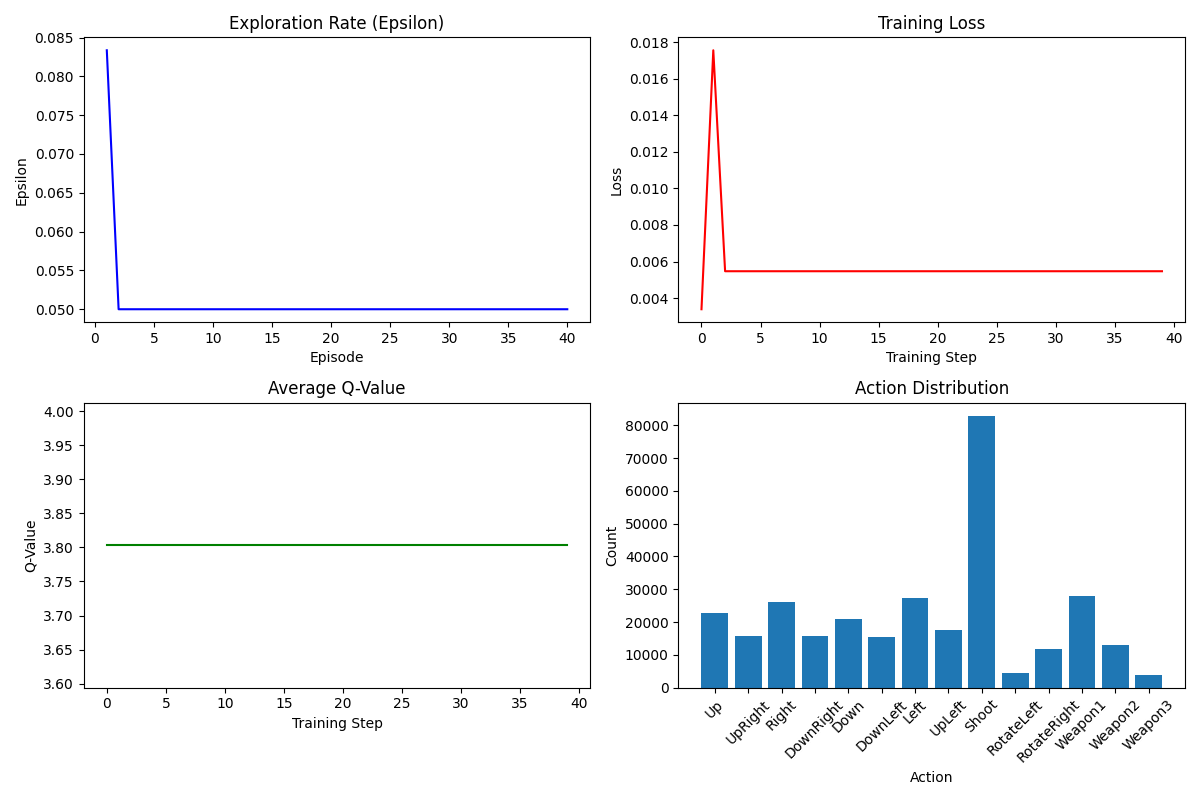 Exploration Rate (Epsilon)
0.085
0.080
0.075
0.070
0.065
0.060
0.055
0.050
Epsilon
0 5 10 15 20 25 30 35 40
Episode
Training Loss
0.018
0.016
0.014
0.012
0.010
0.008
0.006
0.004
Loss
0 5 10 15 20 25 30 35 40
Training Step
Average Q-Value
4.00
3.95
3.90
3.85
3.80
3.75
3.70
3.65
3.60
Q-Value
0 5 10 15 20 25 30 35 40
Training Step
Action Distribution
80000
70000
60000
50000
40000
30000
20000
10000
0
Count
Up
UpRight
Right
DownRight
Down
DownLeft
Left
UpLeft
Shoot
RotateLeft
RotateRight
Weapon1
Weapon2
Weapon3
Action